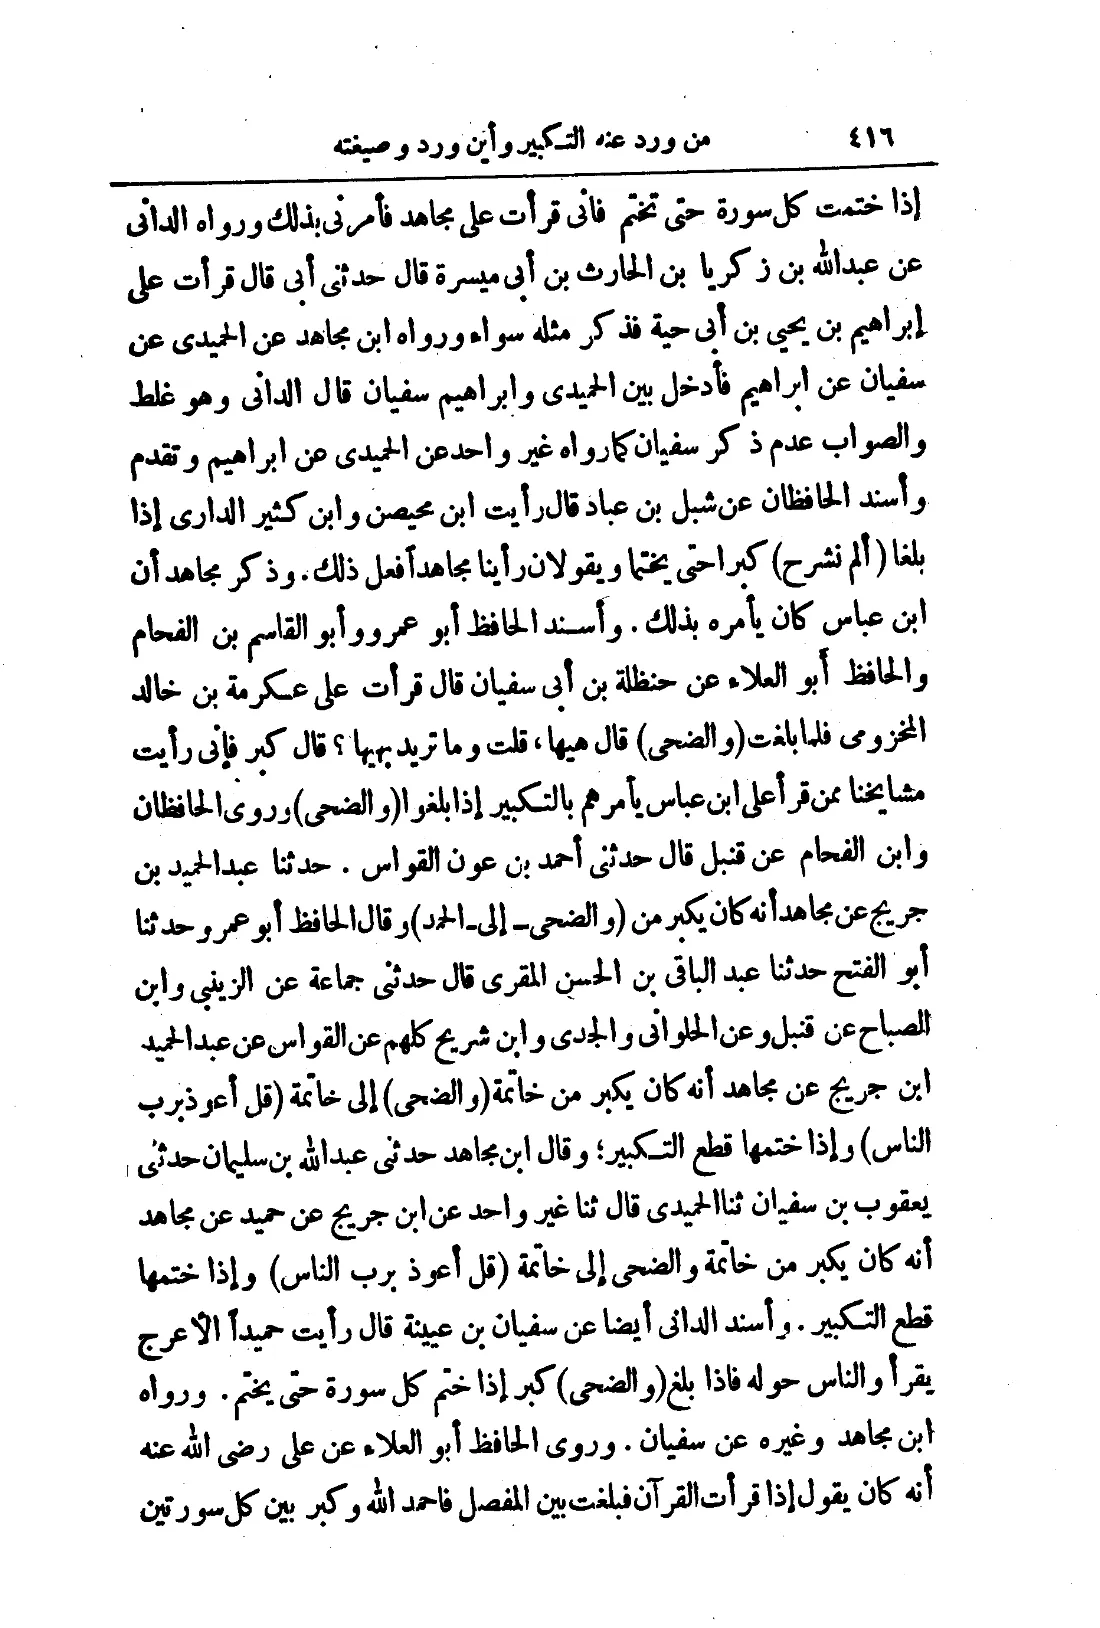 ٤١٦ من ورد عنه التكبير وأين ورد وصيغته
إذا ختمت كل سورة حتى تختم فانى قرأت على مجاهد فأمرنى بذلك ورواه الدانى
عن عبدالله بن زكريا بن الحارث بن أبى ميسرة قال حدثنى أبى قال قرأت على
إبراهيم بن يحيى بن أبى حية فذكر مثله سواء ورواه ابن مجاهد عن الحميدى عن
سفيان عن ابراهيم فأدخل بين الحميدى وابراهيم سفيان قال الدانى وهو غلط
والصواب عدم ذكر سفيان كما رواه غير واحد عن الحميدى عن ابراهيم وتقدم
وأسند الحافظان عن شبل بن عباد قال رأيت ابن محيصن وابن كثير الدارى إذا
بلغا (ألم نشرح) كبرا حتى يختما ويقولان رأينا مجاهداً فعل ذلك. وذكر مجاهد أن
ابن عباس كان يأمره بذلك. وأسند الحافظ أبو عمرو وأبو القاسم بن الفحام
والحافظ أبو العلاء عن حنظلة بن أبى سفيان قال قرأت على عكرمة بن خالد
المخزومى فلما بلغت (والضحى) قال هيها، قلت وما تريد بهيها؟ قال كبر فإنى رأيت
مشايخنا ممن قرأ على ابن عباس يأمرهم بالتكبير إذا بلغوا (والضحى) وروى الحافظان
وابن الفحام عن قنبل قال حدثنى أحمد بن عون القواس. حدثنا عبدالحميد بن
جريج عن مجاهد أنه كان يكبر من (والضحى- إلى- الحمد) وقال الحافظ أبو عمرو حدثنا
أبو الفتح حدثنا عبد الباقى بن الحسن المقرى قال حدثنى جماعة عن الزينبى وابن
الصباح عن قنبل وعن الحلوانى والجدى وابن شريح كلهم عن القواس عن عبدالحميد
ابن جريج عن مجاهد أنه كان يكبر من خاتمة (والضحى) إلى خاتمة (قل أعوذ برب
الناس) وإذا ختمها قطع التكبير؛ وقال ابن مجاهد حدثنى عبدالله بن سليمان حدثنى
يعقوب بن سفيان ثنا الحميدى قال ثنا غير واحد عن ابن جريج عن حميد عن مجاهد
أنه كان يكبر من خاتمة والضحى إلى خاتمة (قل أعوذ برب الناس) وإذا ختمها
قطع التكبير. وأسند الدانى أيضا عن سفيان بن عيينة قال رأيت حميداً الأعرج
يقرأ والناس حوله فاذا بلغ (والضحى) كبر إذا ختم كل سورة حتى يختم. ورواه
ابن مجاهد وغيره عن سفيان. وروى الحافظ أبو العلاء عن على رضى الله عنه
أنه كان يقول إذا قرأت القرآن فبلغت بين المفصل فاحمد الله وكبر بين كل سورتين